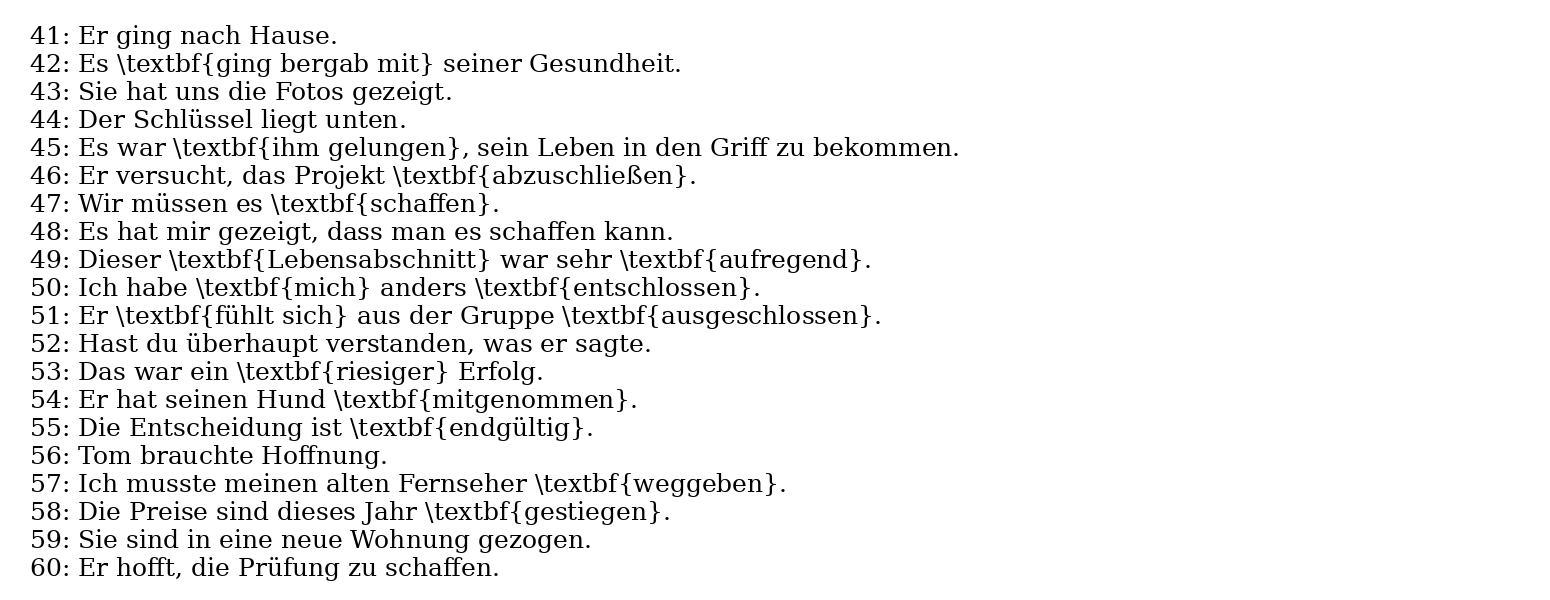 41: Er ging nach Hause.
42: Es \textbf{ging bergab mit} seiner Gesundheit.
43: Sie hat uns die Fotos gezeigt.
44: Der Schlüssel liegt unten.
45: Es war \textbf{ihm gelungen}, sein Leben in den Griff zu bekommen.
46: Er versucht, das Projekt \textbf{abzuschließen}.
47: Wir müssen es \textbf{schaffen}.
48: Es hat mir gezeigt, dass man es schaffen kann.
49: Dieser \textbf{Lebensabschnitt} war sehr \textbf{aufregend}.
50: Ich habe \textbf{mich} anders \textbf{entschlossen}.
51: Er \textbf{fühlt sich} aus der Gruppe \textbf{ausgeschlossen}.
52: Hast du überhaupt verstanden, was er sagte.
53: Das war ein \textbf{riesiger} Erfolg.
54: Er hat seinen Hund \textbf{mitgenommen}.
55: Die Entscheidung ist \textbf{endgültig}.
56: Tom brauchte Hoffnung.
57: Ich musste meinen alten Fernseher \textbf{weggeben}.
58: Die Preise sind dieses Jahr \textbf{gestiegen}.
59: Sie sind in eine neue Wohnung gezogen.
60: Er hofft, die Prüfung zu schaffen.